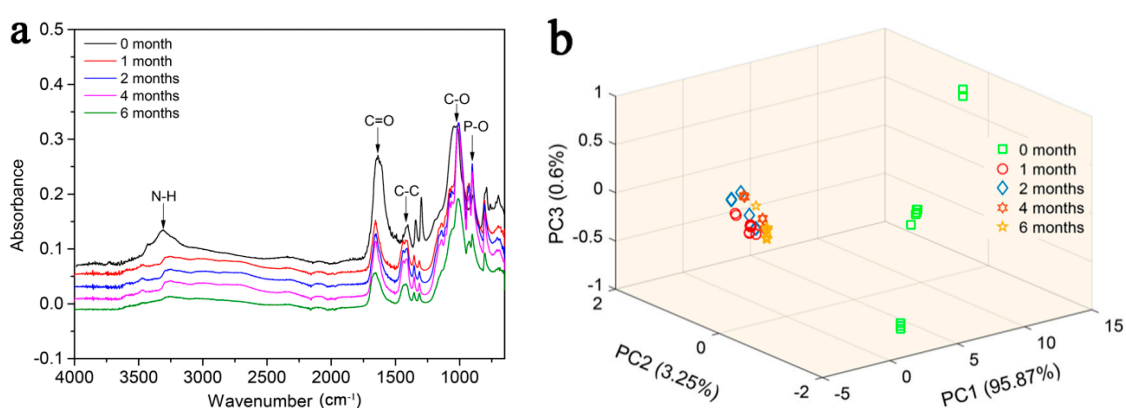 a
0.5
0.4
0.3
0.2
0.1
0.0
-0.1
Absorbance
0 month
1 month
2 months
4 months
6 months
N-H
C=O
C-C
C-O
P-O
4000
3500
3000
2500
2000
1500
1000
Wavenumber (cm⁻¹)
b
1
0.5
0
-0.5
-1
PC3 (0.6%)
2
0
-2
PC2 (3.25%)
-5
0
5
10
15
PC1 (95.87%)
0 month
1 month
2 months
4 months
6 months